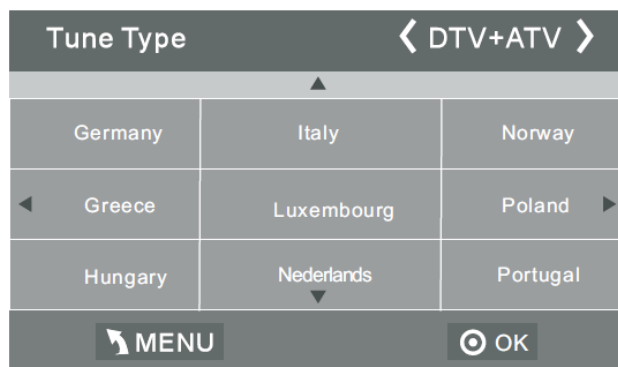 Tune Type DTV+ATV
Germany Italy Norway
Greece Luxembourg Poland
Hungary Nederlands Portugal
MENU OK